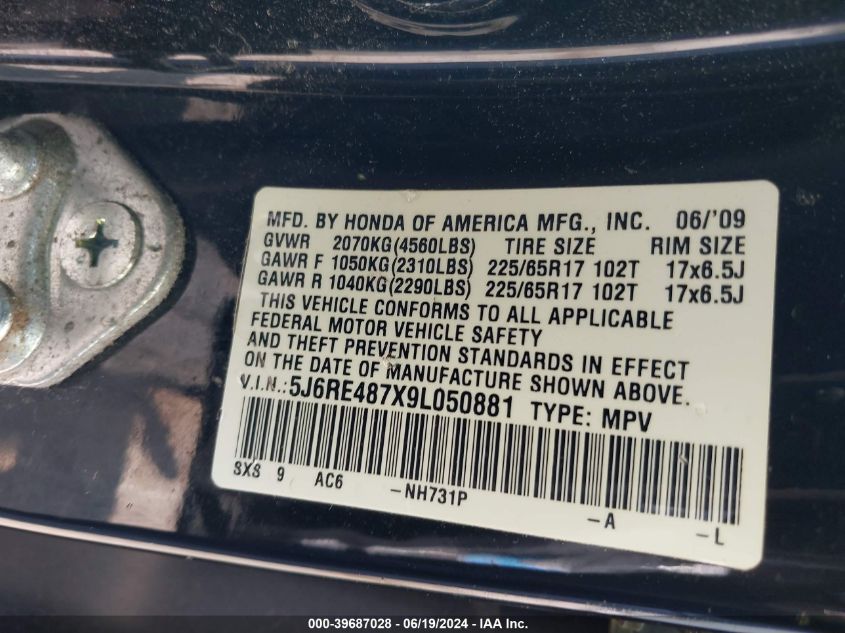 MFD. BY HONDA OF AMERICA MFG., INC. 06/'09
GVWR 2070KG(4560LBS) TIRE SIZE RIM SIZE
GAWR F 1050KG(2310LBS) 225/65R17 102T 17x6.5J
GAWR R 1040KG(2290LBS) 225/65R17 102T 17x6.5J
THIS VEHICLE CONFORMS TO ALL APPLICABLE
FEDERAL MOTOR VEHICLE SAFETY
AND THEFT PREVENTION STANDARDS IN EFFECT
ON THE DATE OF MANUFACTURE SHOWN ABOVE.
V.I.N.:5J6RE487X9L050881 TYPE: MPV
SXS 9 AC6 -NH731P -A -L
000-39687028 - 06/19/2024 - IAA Inc.